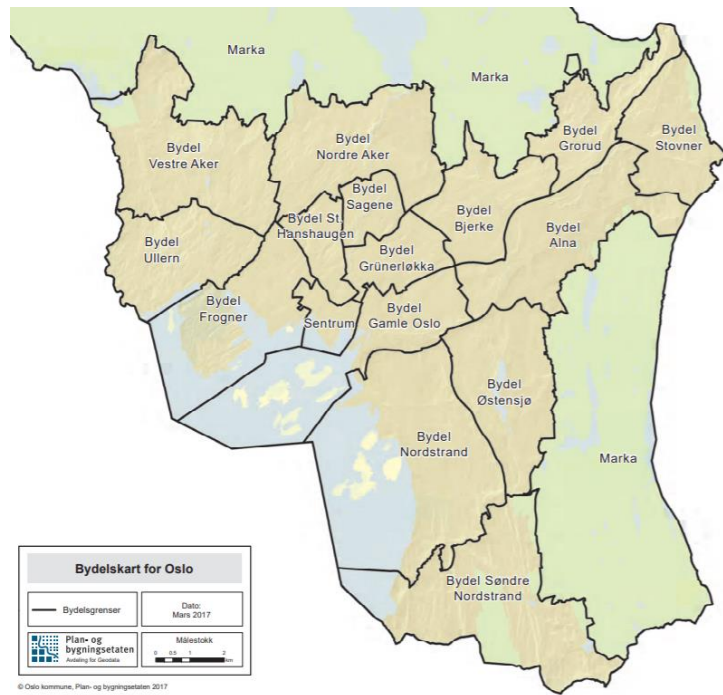 Marka
Marka
Bydel
Vestre Aker
Bydel
Nordre Aker
Bydel
Grorud
Bydel
Stovner
Bydel
Sagene
Bydel St.
Hanshaugen
Bydel
Bjerke
Bydel
Alna
Bydel
Ullern
Bydel
Grünerløkka
Bydel
Frogner
Sentrum
Bydel
Gamle Oslo
Bydel
Østensjø
Bydel
Nordstrand
Marka
Bydel Søndre
Nordstrand
Bydelskart for Oslo
Bydelsgrenser
Dato:
Mars 2017
Plan- og
bygningsetaten
Avdeling for Geodata
Målestokk
0 0.5 1 2
km
© Oslo kommune, Plan- og bygningsetaten 2017